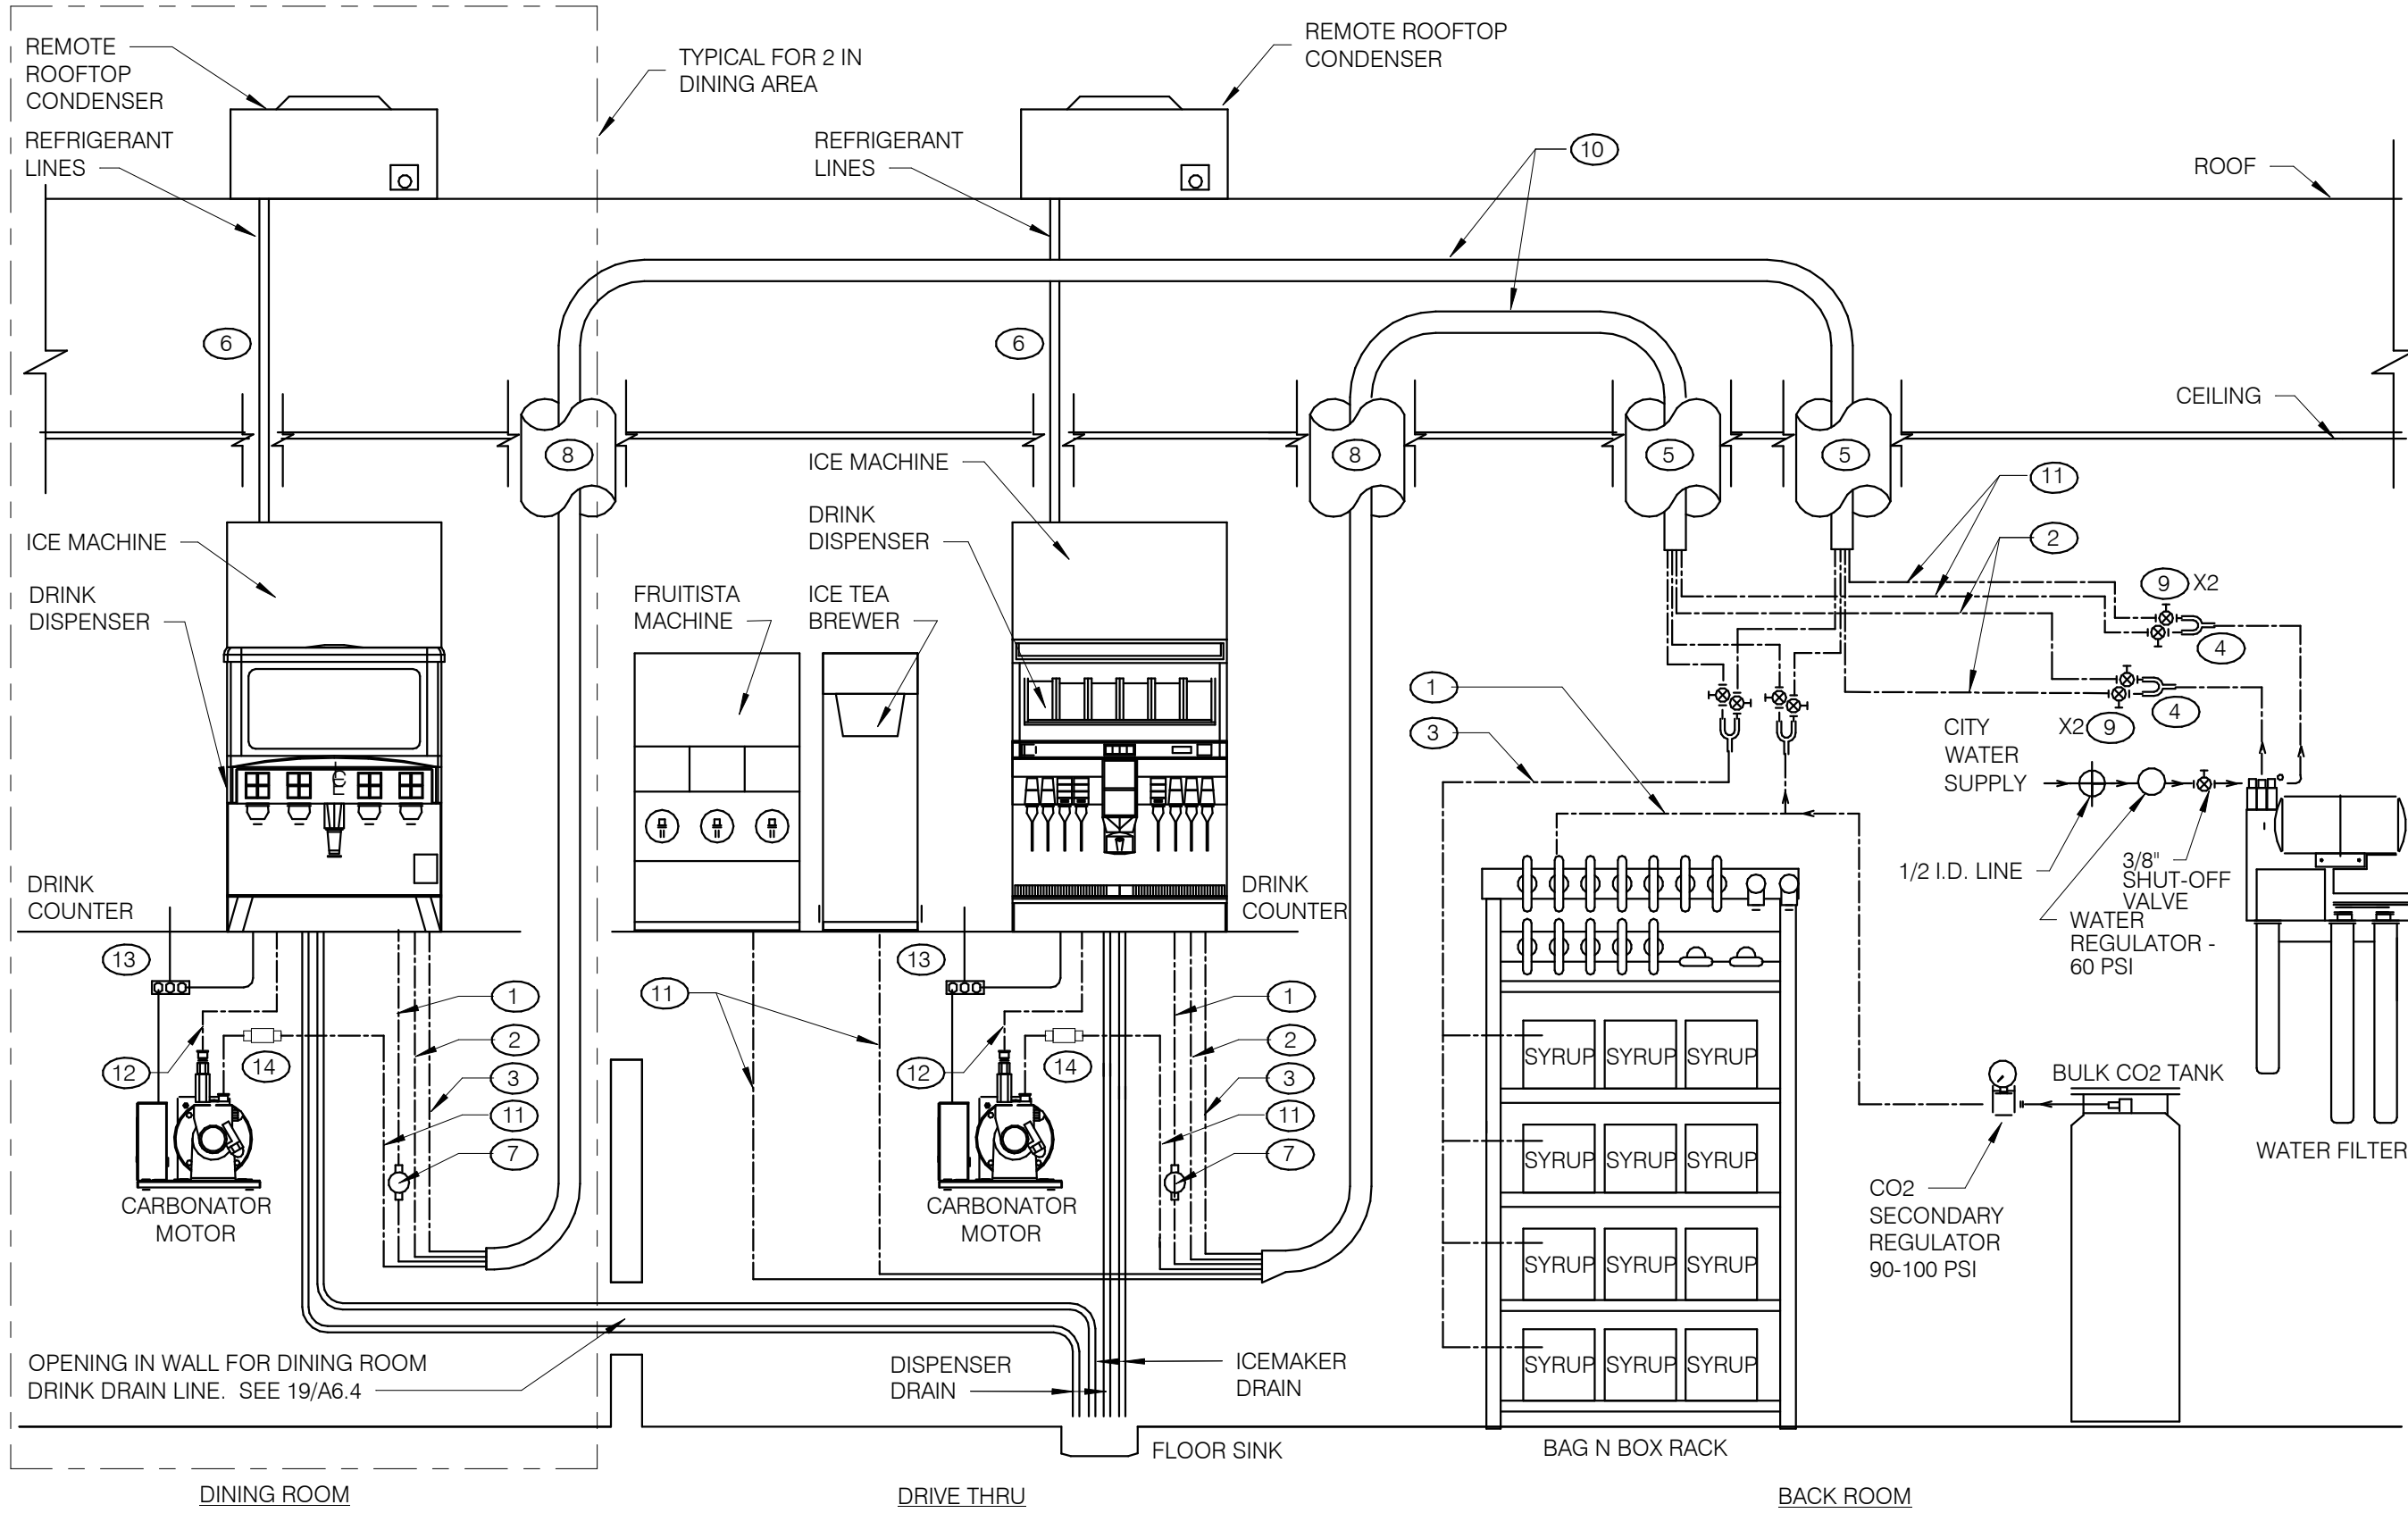 REMOTE
ROOFTOP
CONDENSER
TYPICAL FOR 2 IN
DINING AREA
REMOTE ROOFTOP
CONDENSER
REFRIGERANT
LINES
REFRIGERANT
LINES
10
ROOF
6
6
CEILING
8
8
5
5
ICE MACHINE
11
DRINK
DISPENSER
2
ICE MACHINE
DRINK
DISPENSER
FRUITISTA
MACHINE
ICE TEA
BREWER
9 X2
4
1
3
4
X2 9
CITY
WATER
SUPPLY
ICE
1/2 I.D. LINE
3/8"
SHUT-OFF
VALVE
WATER
REGULATOR -
60 PSI
DRINK
COUNTER
DRINK
COUNTER
13
13
1
11
1
2
2
12
14
12
14
3
3
11
11
7
7
CARBONATOR
MOTOR
CARBONATOR
MOTOR
SYRUP SYRUP SYRUP
SYRUP SYRUP SYRUP
SYRUP SYRUP SYRUP
SYRUP SYRUP SYRUP
BULK CO2 TANK
WATER FILTER
CO2
SECONDARY
REGULATOR
90-100 PSI
OPENING IN WALL FOR DINING ROOM
DRINK DRAIN LINE. SEE 19/A6.4
DISPENSER
DRAIN
ICEMAKER
DRAIN
FLOOR SINK
BAG N BOX RACK
DINING ROOM
DRIVE THRU
BACK ROOM